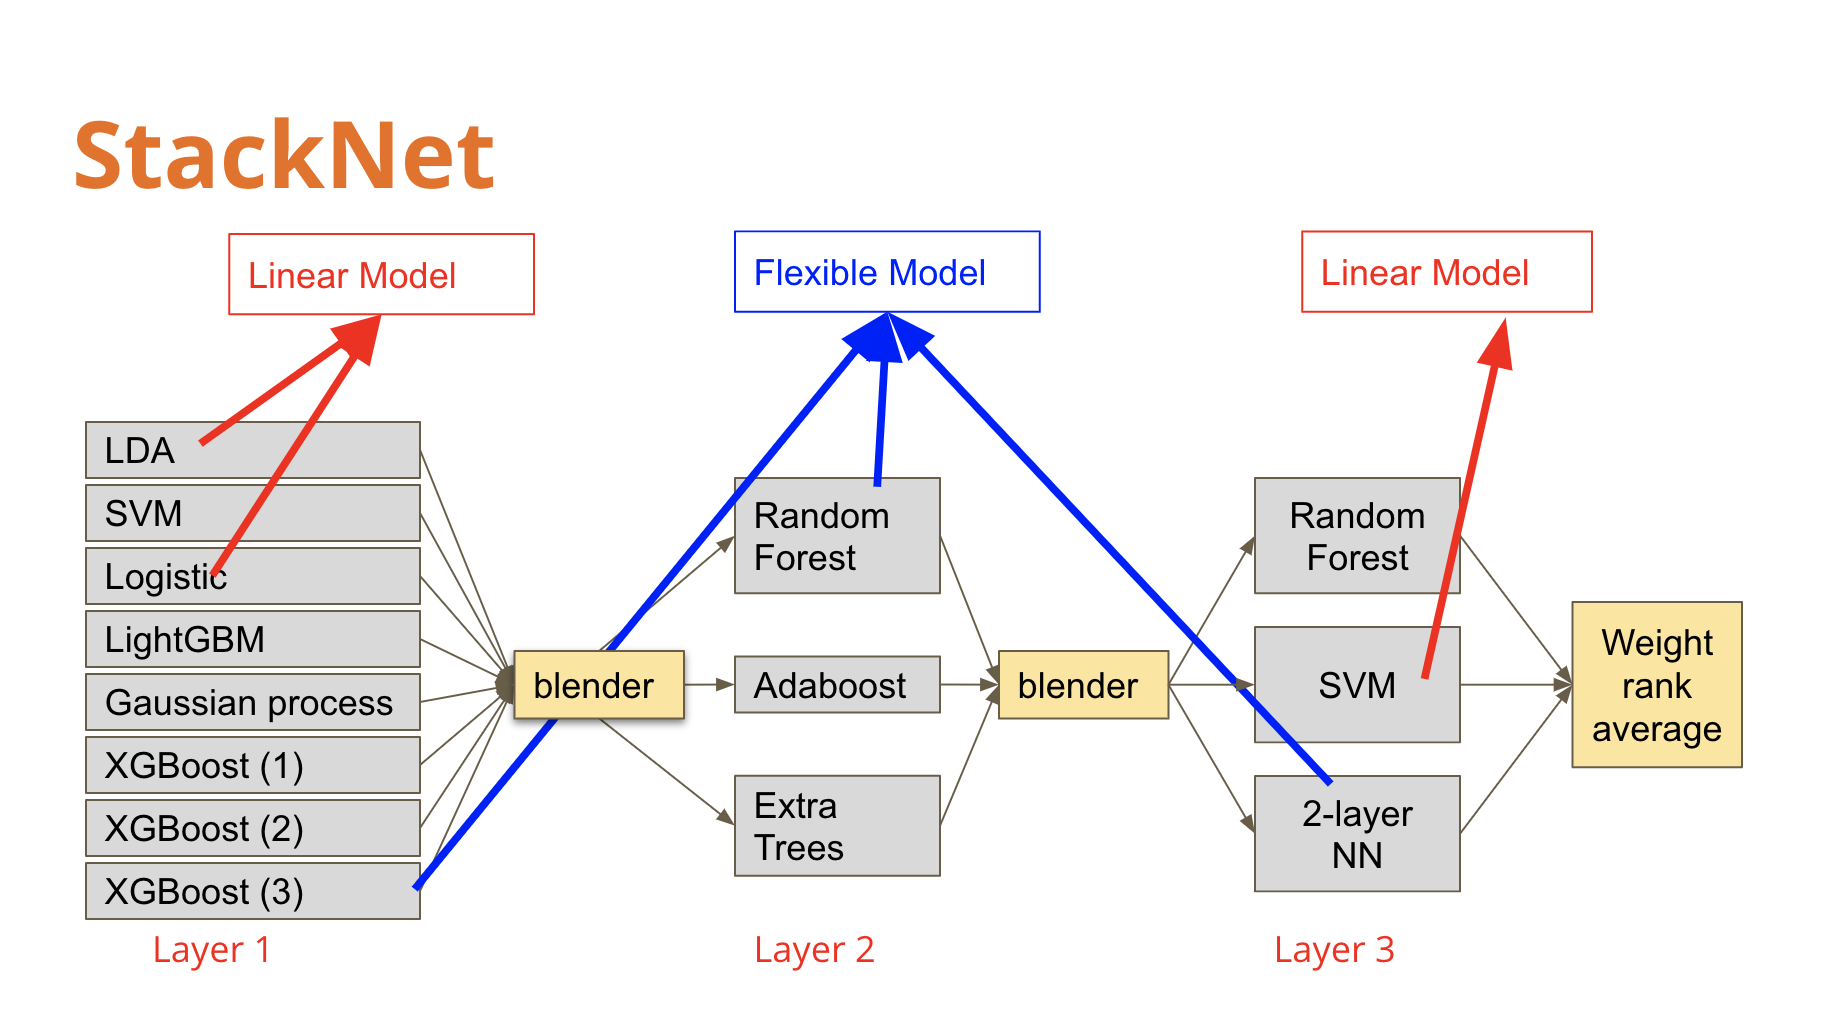 StackNet
Linear Model
Flexible Model
Linear Model
LDA
SVM
Logistic
LightGBM
Gaussian process
XGBoost (1)
XGBoost (2)
XGBoost (3)
Layer 1
blender
Random
Forest
Adaboost
Extra
Trees
Layer 2
blender
Random
Forest
SVM
2-layer
NN
Layer 3
Weight
rank
average